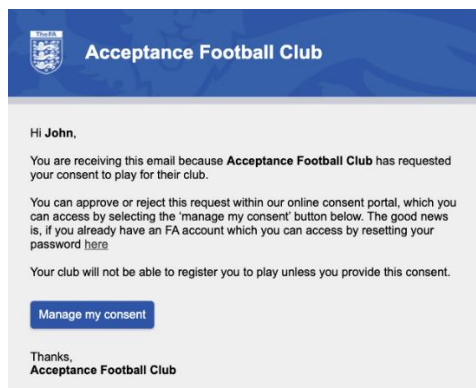 TheFA
Acceptance Football Club
Hi John,
You are receiving this email because Acceptance Football Club has requested
your consent to play for their club.
You can approve or reject this request within our online consent portal, which you
can access by selecting the ‘manage my consent’ button below. The good news
is, if you already have an FA account which you can access by resetting your
password here
Your club will not be able to register you to play unless you provide this consent.
Manage my consent
Thanks,
Acceptance Football Club